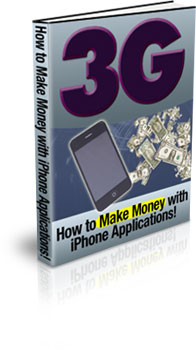 How to Make Money with iPhone Applications!
3G
How to Make Money with
iPhone Applications!